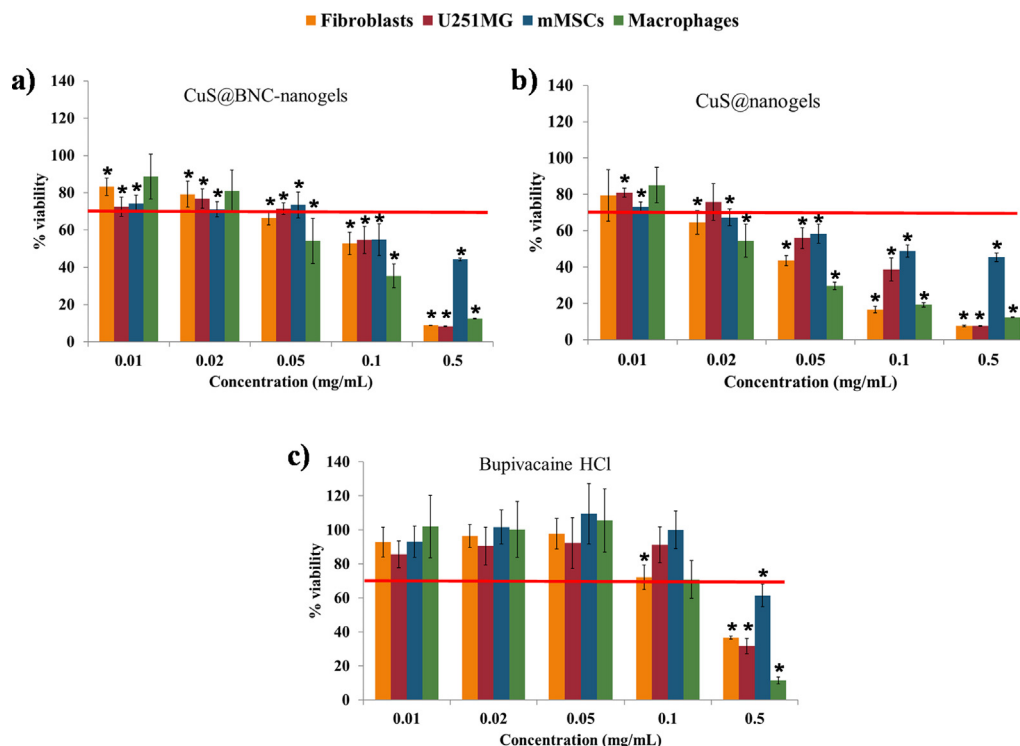 Fibroblasts U251MG mMSCs Macrophages
a)
CuS@BNC-nanogels
% viability
140
120
100
80
60
40
20
0
* * * * * * * * * * * * * * * * *
0.01 0.02 0.05 0.1 0.5
Concentration (mg/mL)
b)
CuS@nanogels
% viability
140
120
100
80
60
40
20
0
* * * * * * * * * * * * * * * * *
0.01 0.02 0.05 0.1 0.5
Concentration (mg/mL)
c)
Bupivacaine HCl
% viability
140
120
100
80
60
40
20
0
* * * * *
0.01 0.02 0.05 0.1 0.5
Concentration (mg/mL)